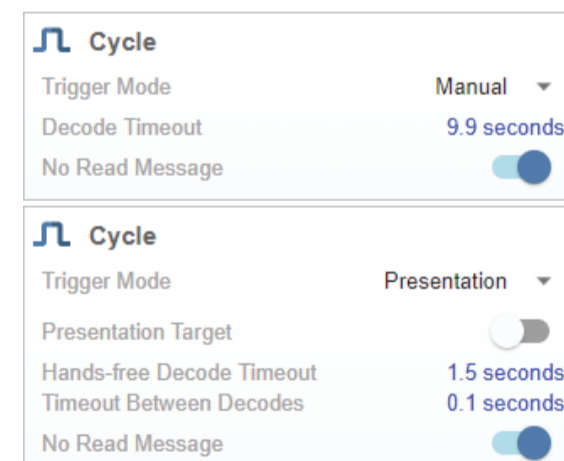 Cycle
Trigger Mode Manual
Decode Timeout 9.9 seconds
No Read Message
Cycle
Trigger Mode Presentation
Presentation Target
Hands-free Decode Timeout 1.5 seconds
Timeout Between Decodes 0.1 seconds
No Read Message